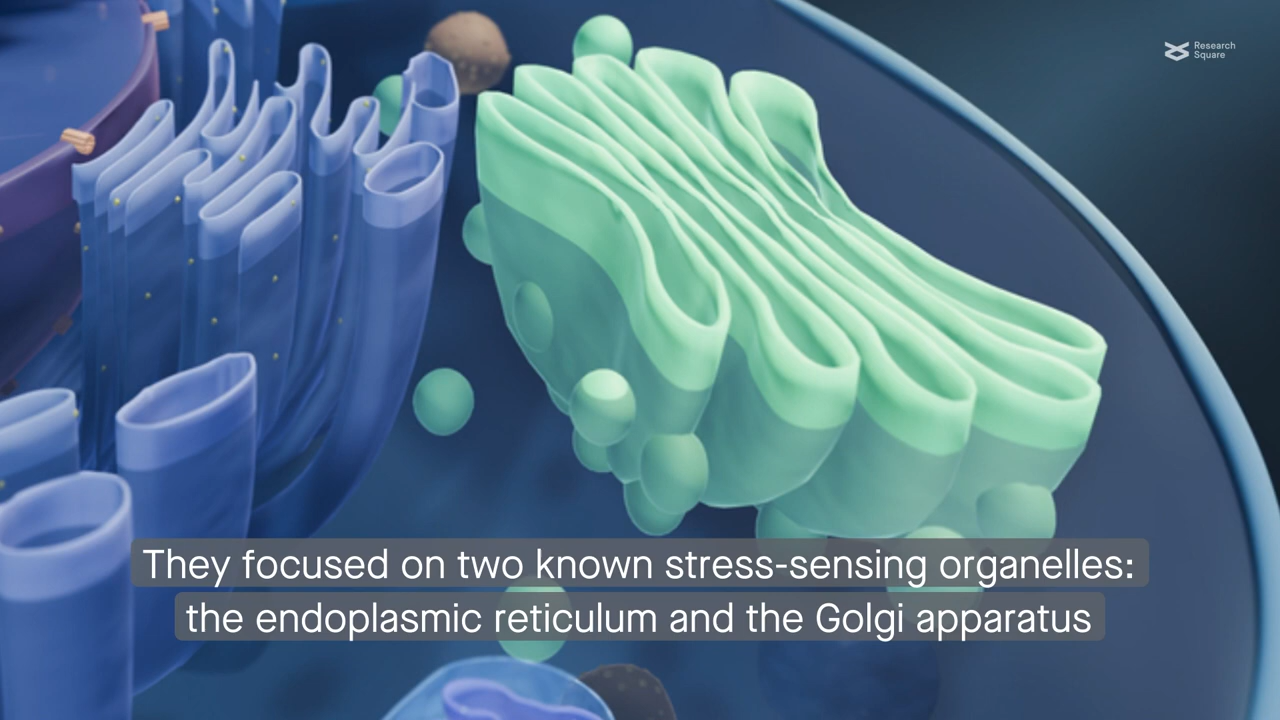 Research
Square
They focused on two known stress-sensing organelles:
the endoplasmic reticulum and the Golgi apparatus